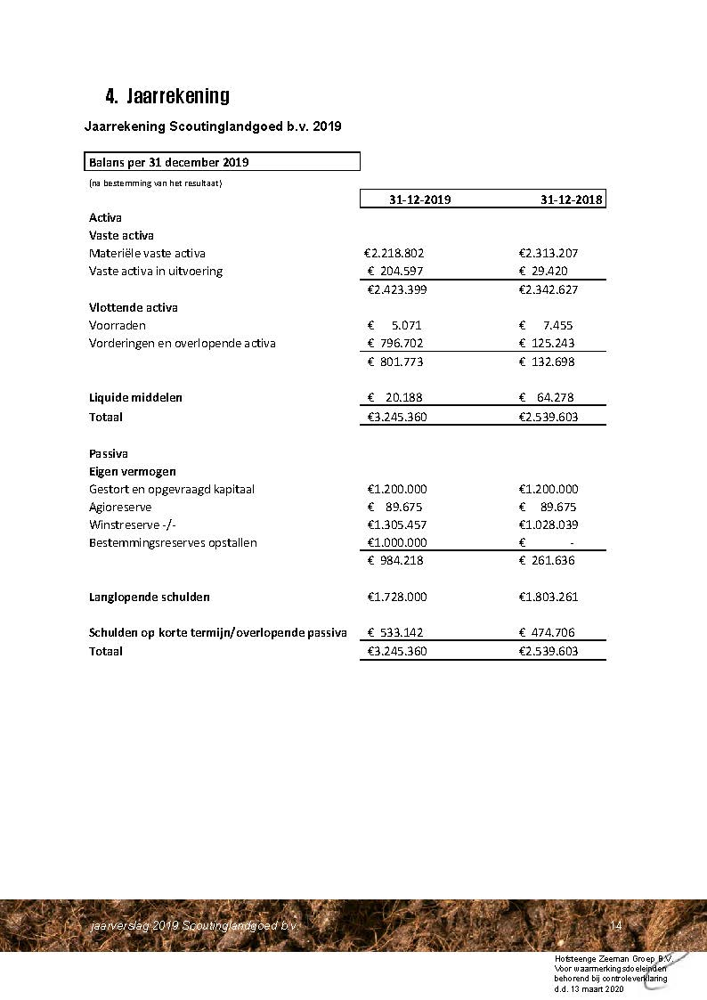 4. Jaarrekening
Jaarrekening Scoutinglandgoed b.v. 2019
Balans per 31 december 2019
(na bestemming van het resultaat)
31-12-2019 31-12-2018
Activa
Vaste activa
Materiële vaste activa €2.218.802 €2.313.207
Vaste activa in uitvoering € 204.597 € 29.420
€2.423.399 €2.342.627
Vlottende activa
Voorraden € 5.071 € 7.455
Vorderingen en overlopende activa € 796.702 € 125.243
€ 801.773 € 132.698
Liquide middelen € 20.188 € 64.278
Totaal €3.245.360 €2.539.603
Passiva
Eigen vermogen
Gestort en opgevraagd kapitaal €1.200.000 €1.200.000
Agioreserve € 89.675 € 89.675
Winstreserve -/- €1.305.457 €1.028.039
Bestemmingsreserves opstallen €1.000.000 € -
€ 984.218 € 261.636
Langlopende schulden €1.728.000 €1.803.261
Schulden op korte termijn/overlopende passiva € 533.142 € 474.706
Totaal €3.245.360 €2.539.603
jaarverslag 2019 Scoutinglandgoed b.v. 14
Hofsteenge Zeeman Groep B.V.
Voor waarmerkingsdoeleinden
behorend bij controleverklaring
d.d. 13 maart 2020